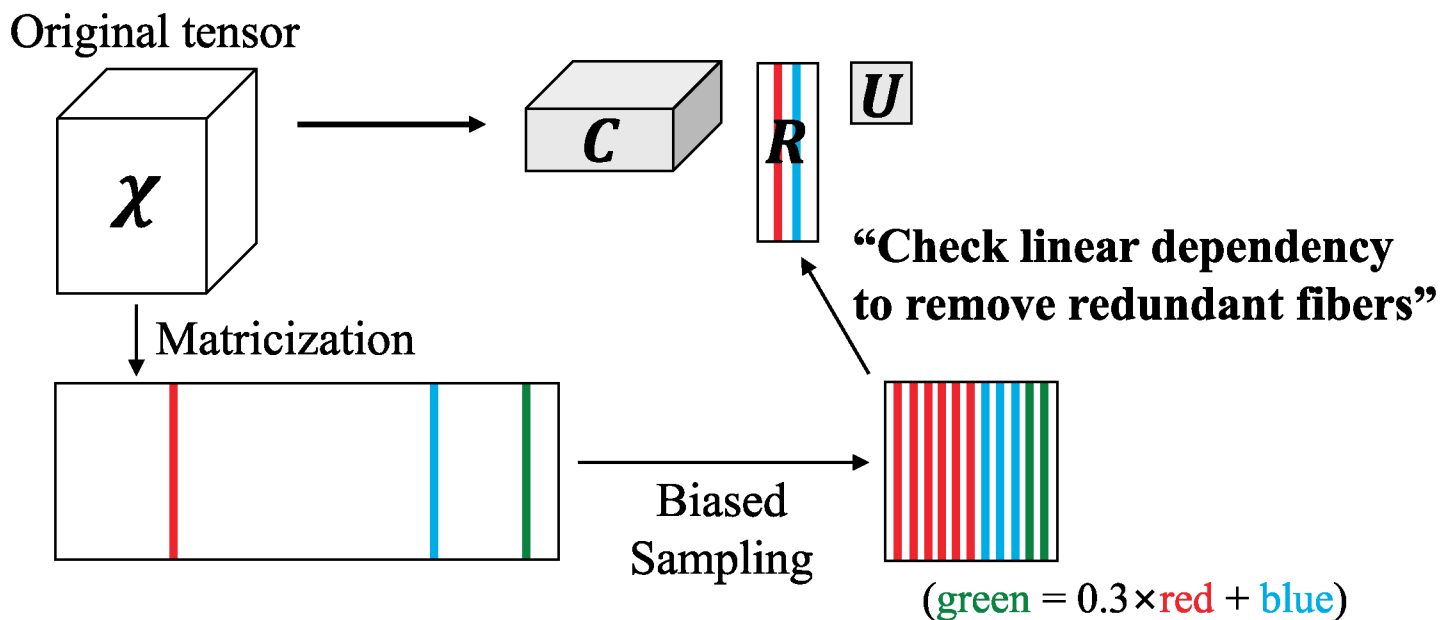 Original tensor
χ
C
R
U
“Check linear dependency
to remove redundant fibers”
Matricization
Biased
Sampling
(green = 0.3×red + blue)